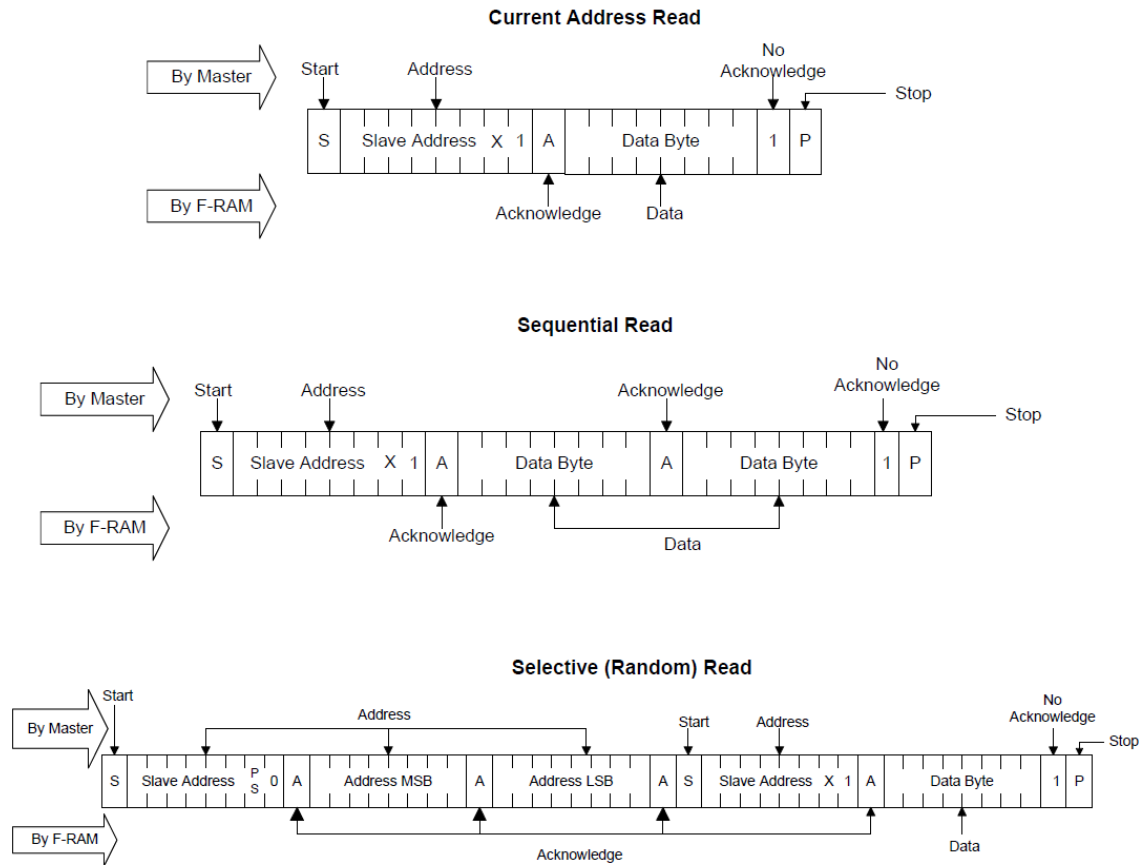 Current Address Read
By Master
Start
Address
No
Acknowledge
Stop
S
Slave Address X 1
A
Data Byte
1
P
By F-RAM
Acknowledge
Data
Sequential Read
By Master
Start
Address
Acknowledge
No
Acknowledge
Stop
S
Slave Address X 1
A
Data Byte
A
Data Byte
1
P
By F-RAM
Acknowledge
Data
Selective (Random) Read
By Master
Start
Address
Start
Address
No
Acknowledge
Stop
S
Slave Address
P
S
0
A
Address MSB
A
Address LSB
A
S
Slave Address X 1
A
Data Byte
1
P
By F-RAM
Acknowledge
Data